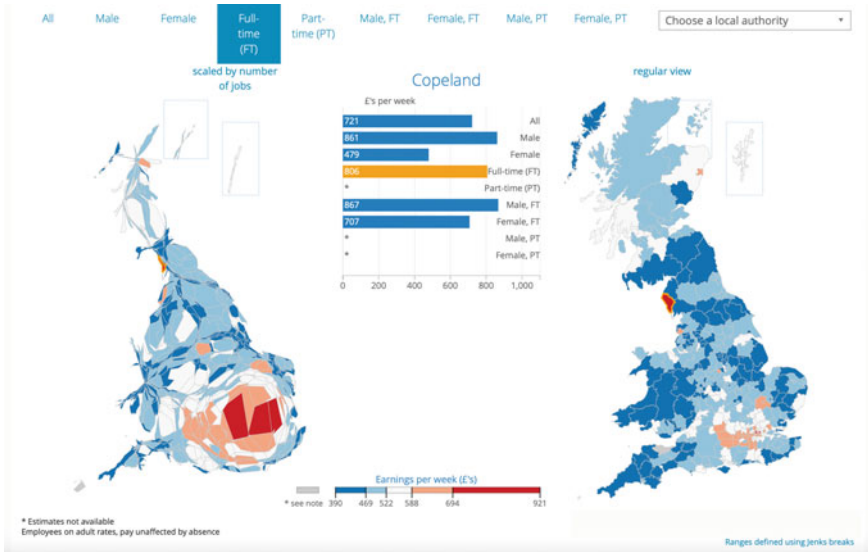 All Male Female Full-time (FT) Part-time (PT) Male, FT Female, FT Male, PT Female, PT Choose a local authority
scaled by number
of jobs
Copeland
regular view
£'s per week
721 All
861 Male
479 Female
806 Full-time (FT)
* Part-time (PT)
867 Male, FT
707 Female, FT
* Male, PT
* Female, PT
0 200 400 600 800 1,000
Earnings per week (£'s)
* see note 390 469 522 588 694 921
* Estimates not available
Employees on adult rates, pay unaffected by absence
Ranges defined using Jenks breaks